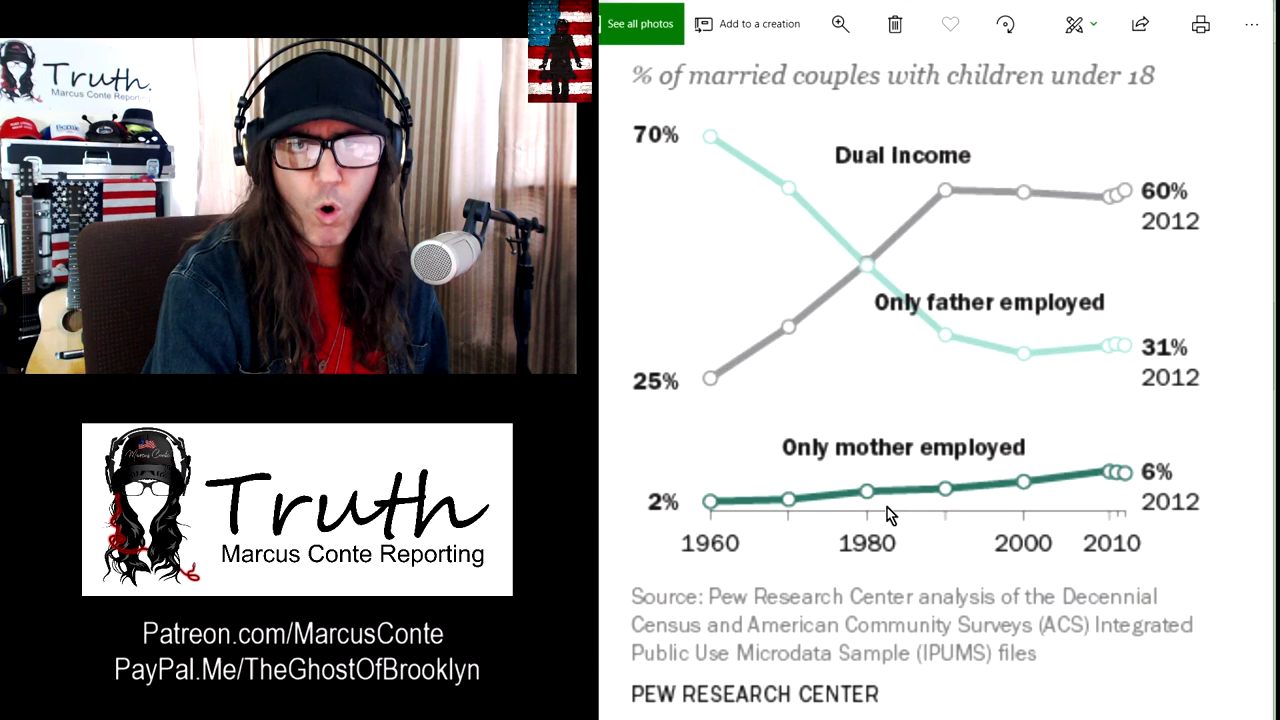 Truth.
Marcus Conte Reporting
Truth
Marcus Conte Reporting
Patreon.com/MarcusConte
PayPal.Me/TheGhostOfBrooklyn
See all photos
Add to a creation
% of married couples with children under 18
70%
Dual Income
60%
2012
Only father employed
31%
2012
25%
Only mother employed
6%
2%
2012
1960 1980 2000 2010
Source: Pew Research Center analysis of the Decennial
Census and American Community Surveys (ACS) Integrated
Public Use Microdata Sample (IPUMS) files
PEW RESEARCH CENTER